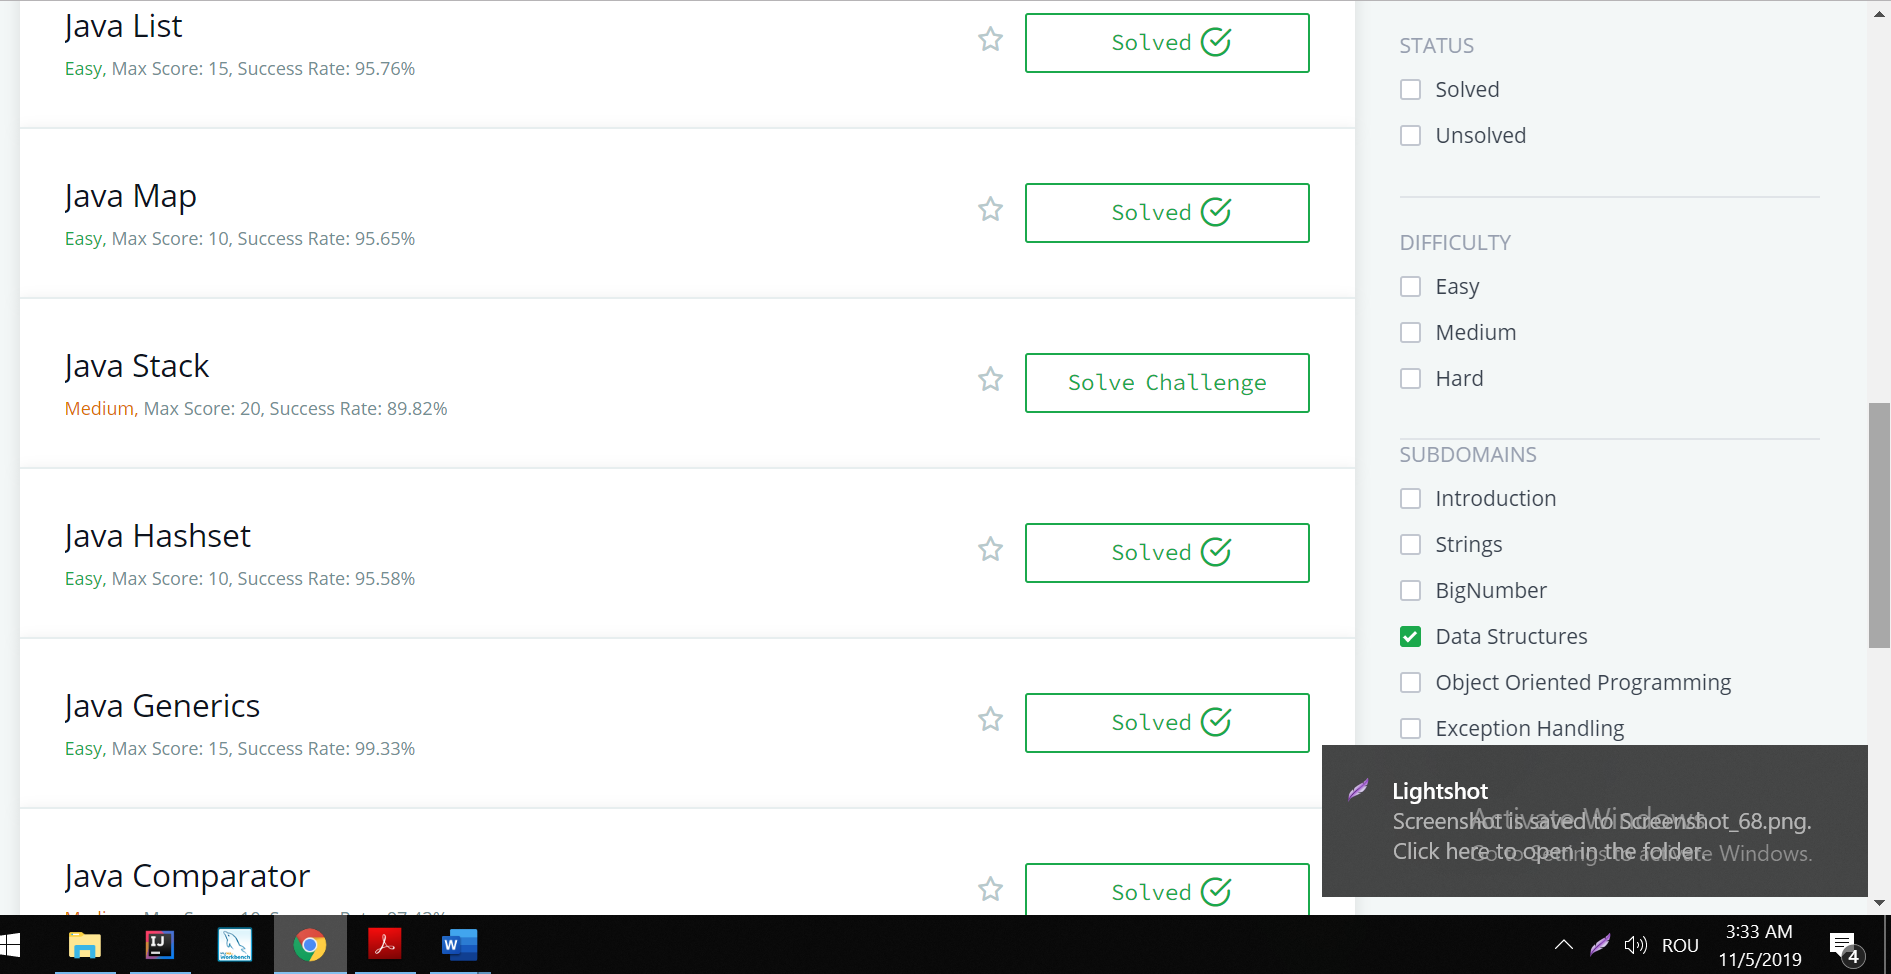 Java List
Easy, Max Score: 15, Success Rate: 95.76%
Solved
Java Map
Easy, Max Score: 10, Success Rate: 95.65%
Solved
Java Stack
Medium, Max Score: 20, Success Rate: 89.82%
Solve Challenge
Java Hashset
Easy, Max Score: 10, Success Rate: 95.58%
Solved
Java Generics
Easy, Max Score: 15, Success Rate: 99.33%
Solved
Java Comparator
Solved
STATUS
Solved
Unsolved
DIFFICULTY
Easy
Medium
Hard
SUBDOMAINS
Introduction
Strings
BigNumber
Data Structures
Object Oriented Programming
Exception Handling
Lightshot
Screenshot is saved to Screenshot_68.png.
Click here to open in the folder.
Activate Windows
Go to Settings to activate Windows.
IJ
Workbench
W
ROU
3:33 AM
11/5/2019
4